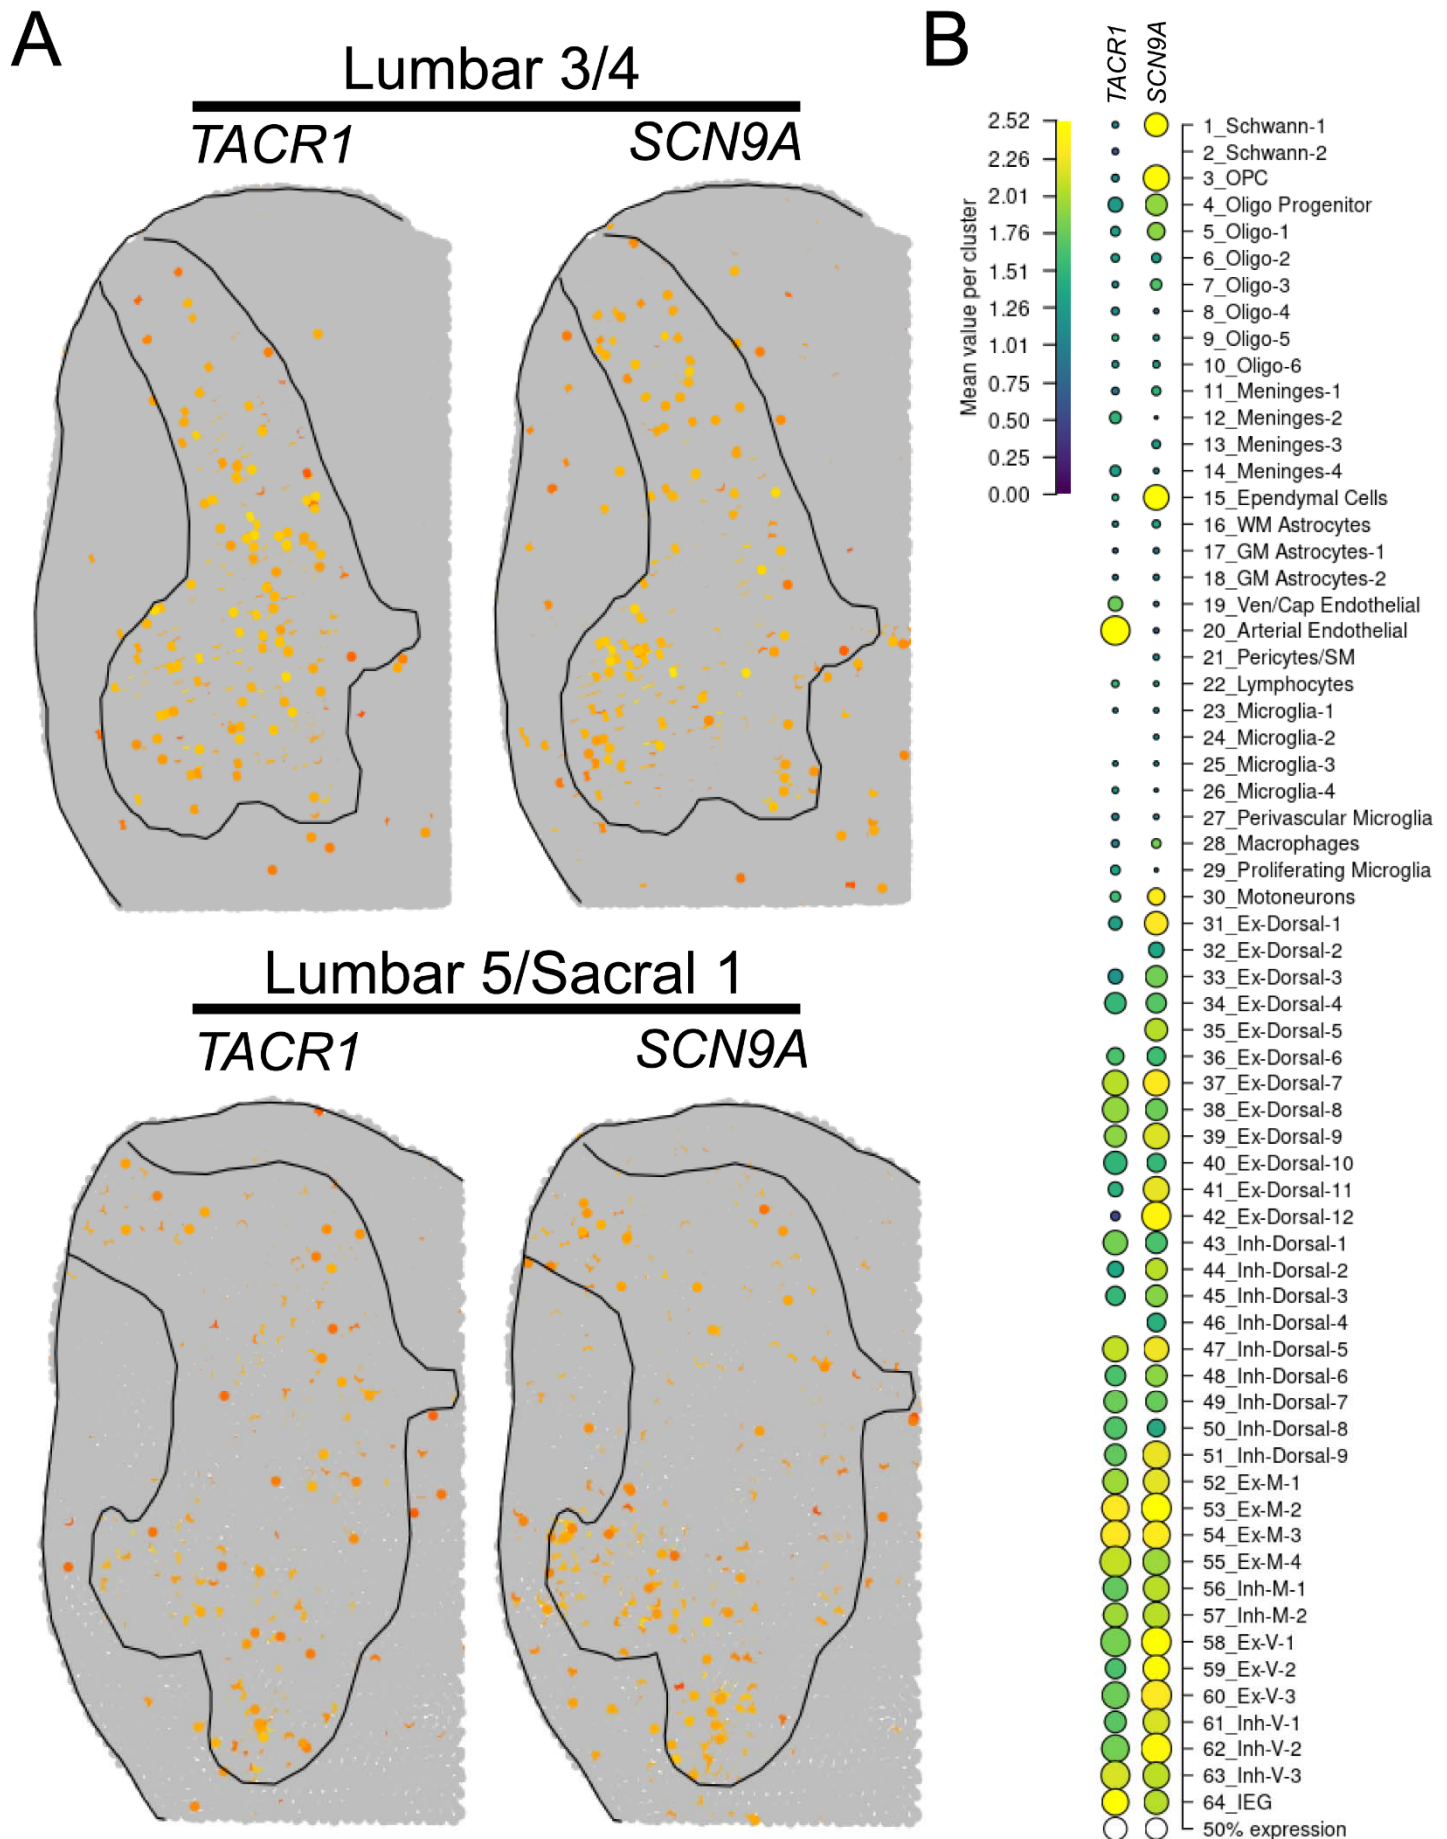 A
Lumbar 3/4
TACR1
SCN9A
Lumbar 5/Sacral 1
TACR1
SCN9A
B
TACR1
SCN9A
Mean value per cluster
2.52
2.26
2.01
1.76
1.51
1.26
1.01
0.75
0.50
0.25
0.00
1_Schwann-1
2_Schwann-2
3_OPC
4_Oligo Progenitor
5_Oligo-1
6_Oligo-2
7_Oligo-3
8_Oligo-4
9_Oligo-5
10_Oligo-6
11_Meninges-1
12_Meninges-2
13_Meninges-3
14_Meninges-4
15_Ependymal Cells
16_WM Astrocytes
17_GM Astrocytes-1
18_GM Astrocytes-2
19_Ven/Cap Endothelial
20_Arterial Endothelial
21_Pericytes/SM
22_Lymphocytes
23_Microglia-1
24_Microglia-2
25_Microglia-3
26_Microglia-4
27_Perivascular Microglia
28_Macrophages
29_Proliferating Microglia
30_Motoneurons
31_Ex-Dorsal-1
32_Ex-Dorsal-2
33_Ex-Dorsal-3
34_Ex-Dorsal-4
35_Ex-Dorsal-5
36_Ex-Dorsal-6
37_Ex-Dorsal-7
38_Ex-Dorsal-8
39_Ex-Dorsal-9
40_Ex-Dorsal-10
41_Ex-Dorsal-11
42_Ex-Dorsal-12
43_Inh-Dorsal-1
44_Inh-Dorsal-2
45_Inh-Dorsal-3
46_Inh-Dorsal-4
47_Inh-Dorsal-5
48_Inh-Dorsal-6
49_Inh-Dorsal-7
50_Inh-Dorsal-8
51_Inh-Dorsal-9
52_Ex-M-1
53_Ex-M-2
54_Ex-M-3
55_Ex-M-4
56_Inh-M-1
57_Inh-M-2
58_Ex-V-1
59_Ex-V-2
60_Ex-V-3
61_Inh-V-1
62_Inh-V-2
63_Inh-V-3
64_IEG
50% expression